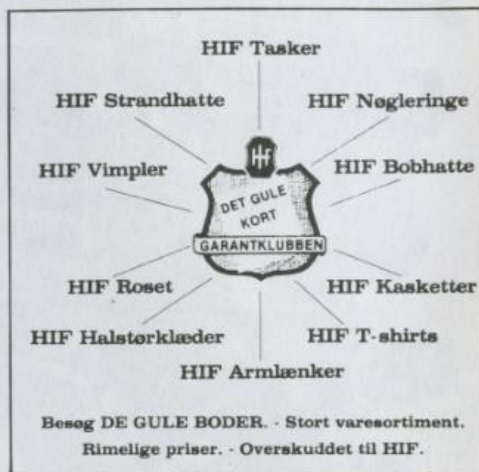 HIF Tasker
HIF Strandhatte
HIF Nøgleringe
HIF Vimpler
HIF Bobhatte
HIF
DET GULE
KORT
GARANTKLUBBEN
HIF Roset
HIF Kasketter
HIF Halstørklæder
HIF T-shirts
HIF Armlænker
Besøg DE GULE BODER. - Stort varesortiment.
Rimelige priser. - Overskuddet til HIF.